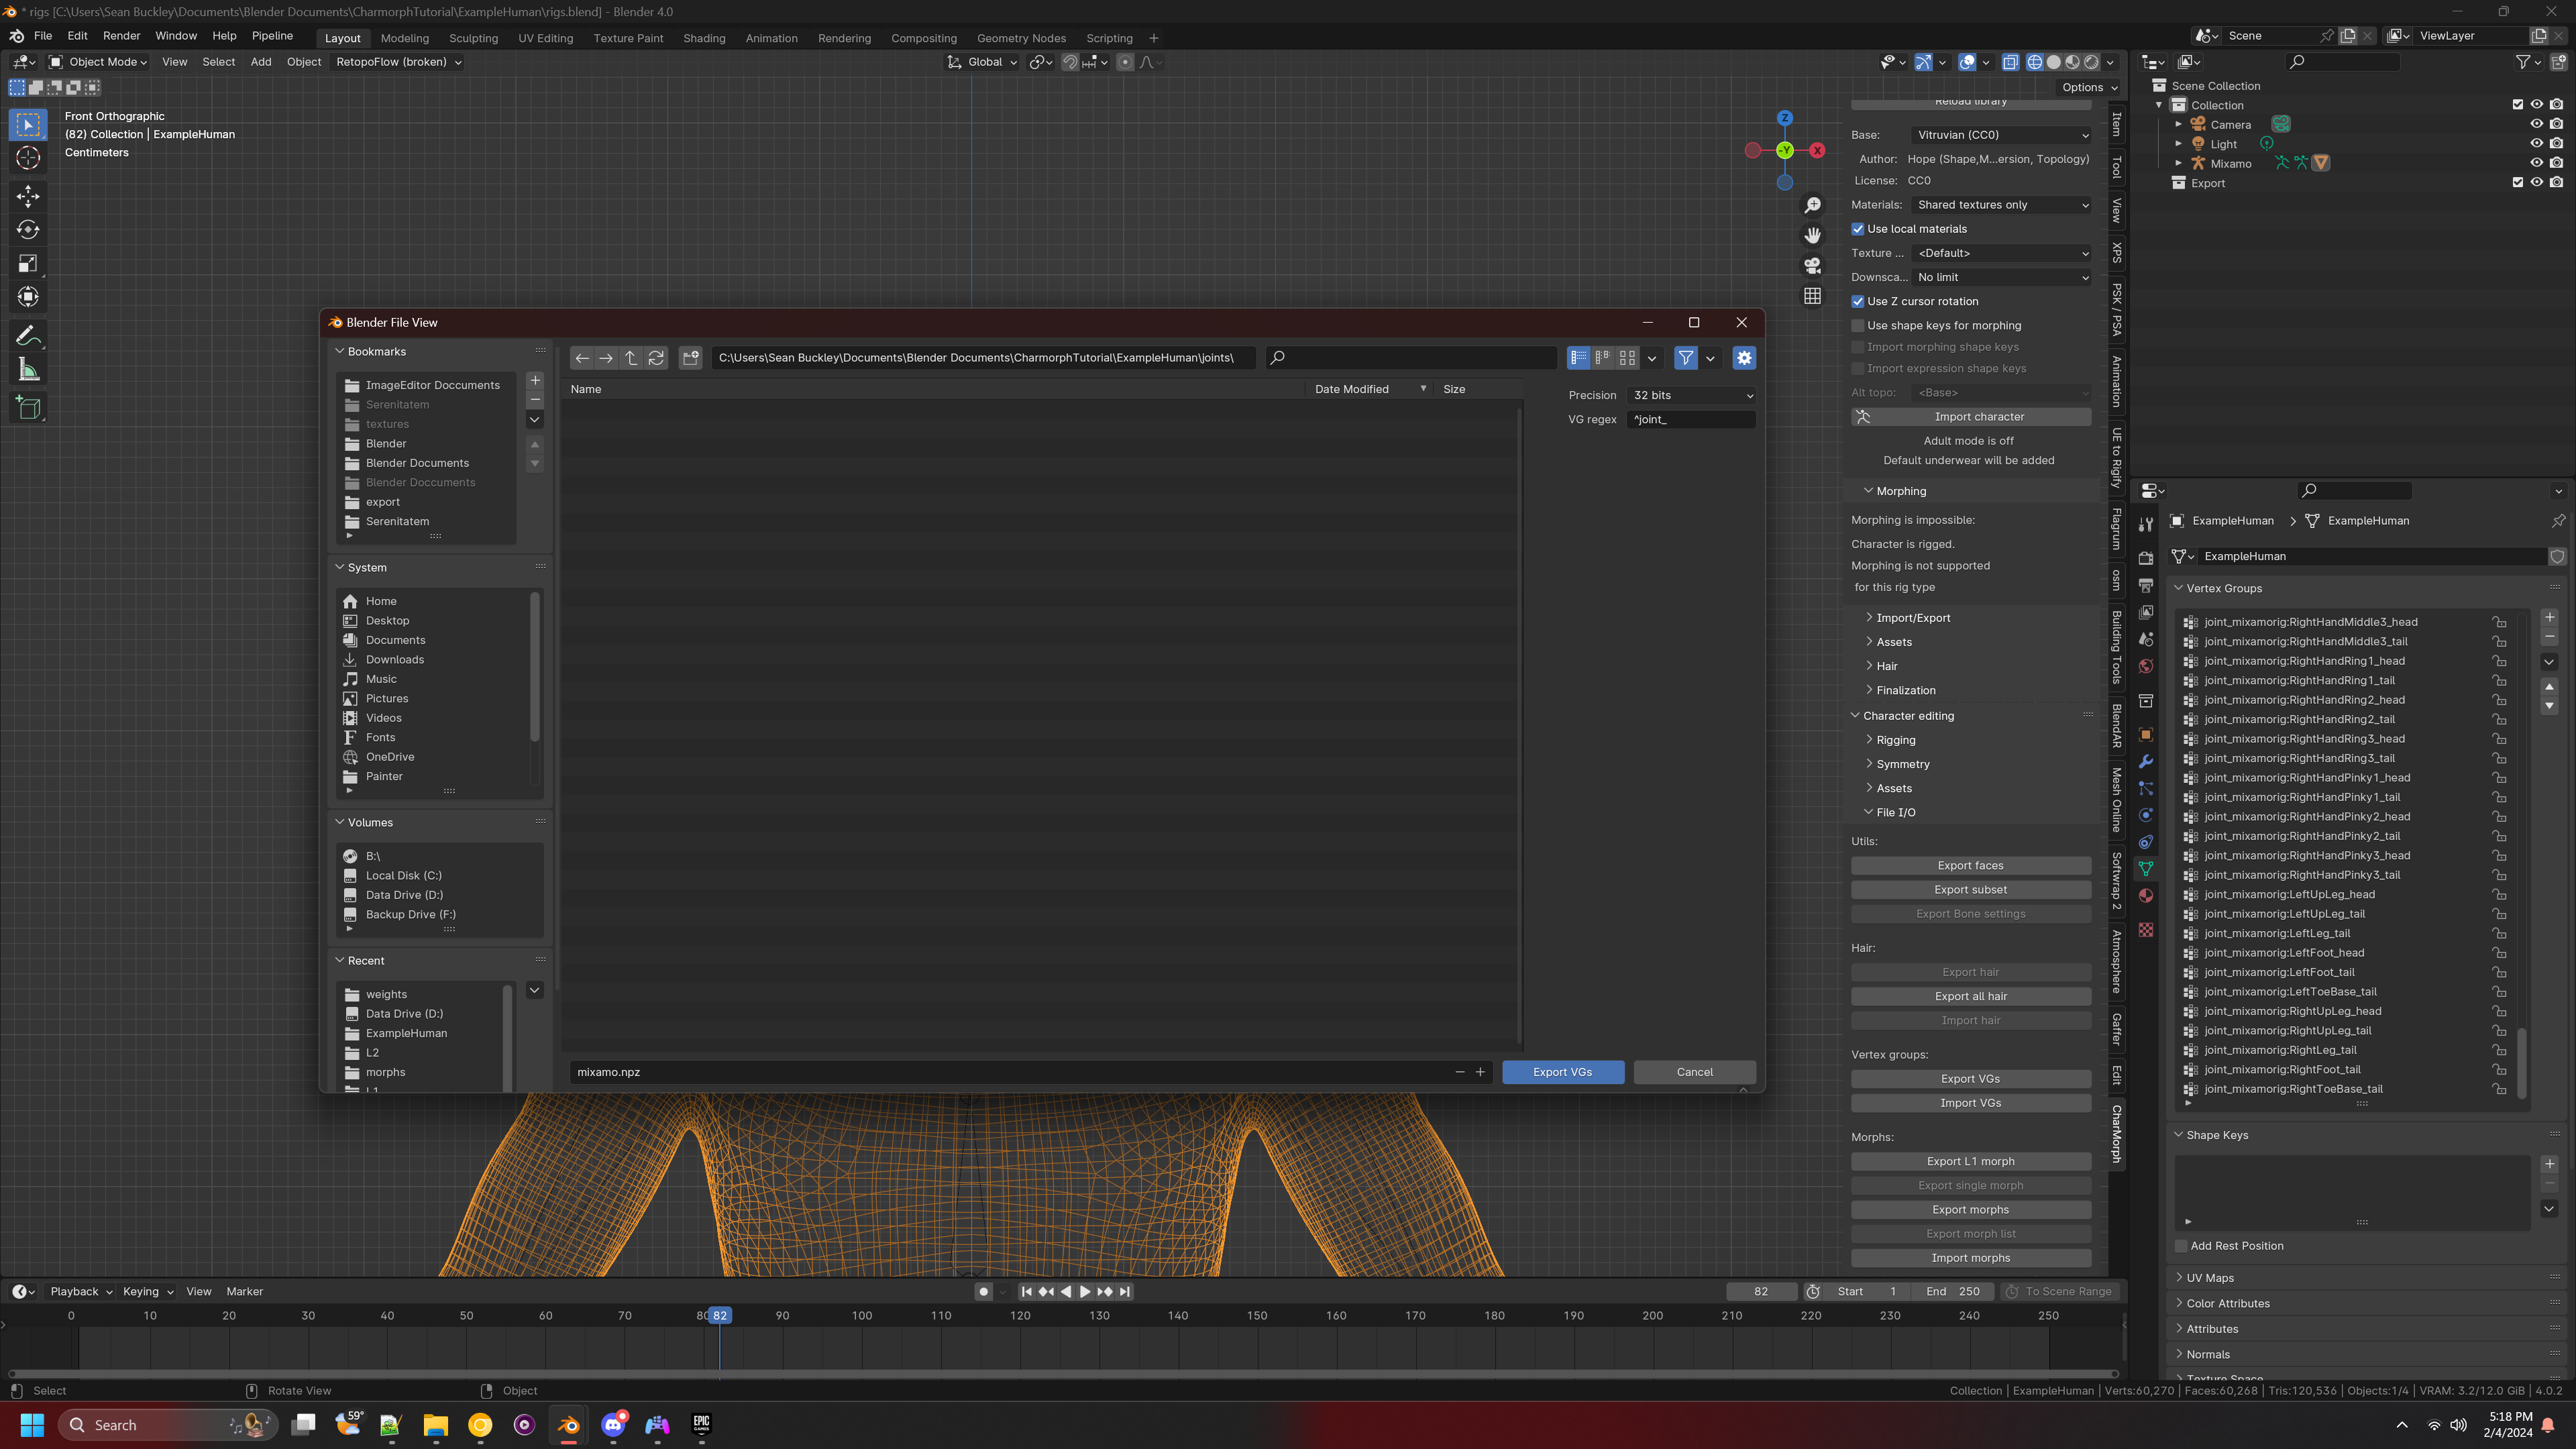 * rigs [C:\Users\Sean Buckley\Documents\Blender Documents\CharmorphTutorial\ExampleHuman\rigs.blend] - Blender 4.0
File Edit Render Window Help Pipeline Layout Modeling Sculpting UV Editing Texture Paint Shading Animation Rendering Compositing Geometry Nodes Scripting + Scene ViewLayer
Object Mode View Select Add Object RetopoFlow (broken) Global
Options
Front Orthographic
(82) Collection | ExampleHuman
Centimeters
Z
-Y
X
Blender File View
Bookmarks
ImageEditor Doccuments
Serenitatem
textures
Blender
Blender Documents
Blender Doccuments
export
Serenitatem
System
Home
Desktop
Documents
Downloads
Music
Pictures
Videos
Fonts
OneDrive
Painter
Volumes
B:\
Local Disk (C:)
Data Drive (D:)
Backup Drive (F:)
Recent
weights
Data Drive (D:)
ExampleHuman
L2
morphs
L1
C:\Users\Sean Buckley\Documents\Blender Documents\CharmorphTutorial\ExampleHuman\joints\
Name Date Modified Size
Precision 32 bits
VG regex ^joint_
mixamo.npz Export VGs Cancel
Reload library
Base: Vitruvian (CC0)
Author: Hope (Shape,M...ersion, Topology)
License: CC0
Materials: Shared textures only
Use local materials
Texture ... <Default>
Downsca... No limit
Use Z cursor rotation
Use shape keys for morphing
Import morphing shape keys
Import expression shape keys
Alt topo: <Base>
Import character
Adult mode is off
Default underwear will be added
Morphing
Morphing is impossible:
Character is rigged.
Morphing is not supported
for this rig type
Import/Export
Assets
Hair
Finalization
Character editing
Rigging
Symmetry
Assets
File I/O
Utils:
Export faces
Export subset
Export Bone settings
Hair:
Export hair
Export all hair
Import hair
Vertex groups:
Export VGs
Import VGs
Morphs:
Export L1 morph
Export single morph
Export morphs
Export morph list
Import morphs
Item
Tool
View
XPS
PSK / PSA
Animation
UE to Rigify
Flagrum
osm
Building Tools
BlendAR
Mesh Online
Softwrap 2
Atmosphere
Gaffer
Edit
CharMorph
Scene Collection
Collection
Camera
Light
Mixamo
Export
ExampleHuman > ExampleHuman
ExampleHuman
Vertex Groups
joint_mixamorig:RightHandMiddle3_head
joint_mixamorig:RightHandMiddle3_tail
joint_mixamorig:RightHandRing1_head
joint_mixamorig:RightHandRing1_tail
joint_mixamorig:RightHandRing2_head
joint_mixamorig:RightHandRing2_tail
joint_mixamorig:RightHandRing3_head
joint_mixamorig:RightHandRing3_tail
joint_mixamorig:RightHandPinky1_head
joint_mixamorig:RightHandPinky1_tail
joint_mixamorig:RightHandPinky2_head
joint_mixamorig:RightHandPinky2_tail
joint_mixamorig:RightHandPinky3_head
joint_mixamorig:RightHandPinky3_tail
joint_mixamorig:LeftUpLeg_head
joint_mixamorig:LeftUpLeg_tail
joint_mixamorig:LeftLeg_tail
joint_mixamorig:LeftFoot_head
joint_mixamorig:LeftFoot_tail
joint_mixamorig:LeftToeBase_tail
joint_mixamorig:RightUpLeg_head
joint_mixamorig:RightUpLeg_tail
joint_mixamorig:RightLeg_tail
joint_mixamorig:RightFoot_tail
joint_mixamorig:RightToeBase_tail
Shape Keys
Add Rest Position
UV Maps
Color Attributes
Attributes
Normals
Texture Space
Playback Keying View Marker 82 Start 1 End 250 To Scene Range
0 10 20 30 40 50 60 70 80 82 90 100 110 120 130 140 150 160 170 180 190 200 210 220 230 240 250
Select Rotate View Object Collection | ExampleHuman | Verts:60,270 | Faces:60,268 | Tris:120,536 | Objects:1/4 | VRAM: 3.2/12.0 GiB | 4.0.2
Search 59° EPIC GAMES 5:18 PM
2/4/2024